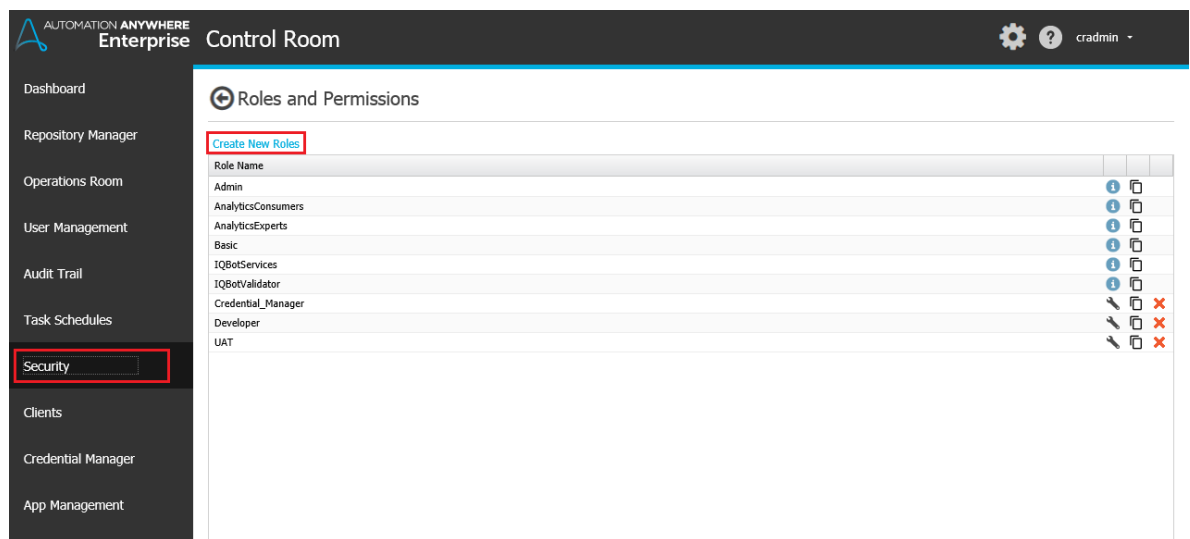 AUTOMATION ANYWHERE
Enterprise
Control Room
cradmin
Dashboard
Repository Manager
Operations Room
User Management
Audit Trail
Task Schedules
Security
Clients
Credential Manager
App Management
Roles and Permissions
Create New Roles
Role Name
Admin
AnalyticsConsumers
AnalyticsExperts
Basic
IQBotServices
IQBotValidator
Credential_Manager
Developer
UAT